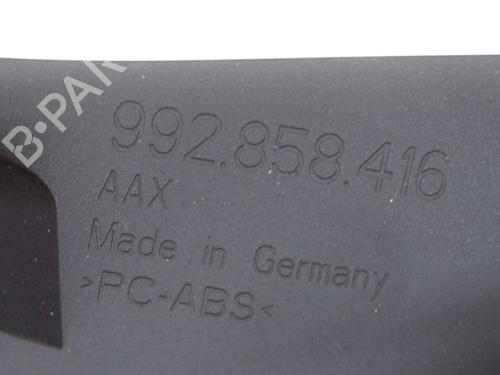 B-PAR
992.858.416
AAX
Made in Germany
>PC-ABS<